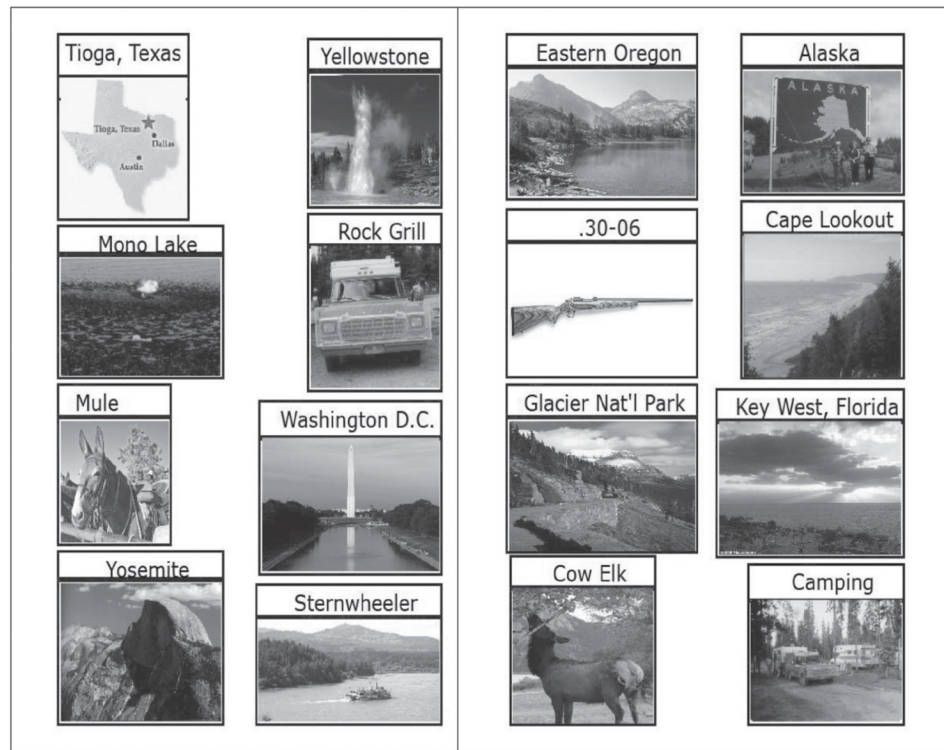 Tioga, Texas
Tioga, Texas
Dallas
Austin
Yellowstone
Mono Lake
Rock Grill
Mule
Washington D.C.
Yosemite
Sternwheeler
Eastern Oregon
Alaska
ALASKA
.30-06
Cape Lookout
Glacier Nat'l Park
Key West, Florida
Cow Elk
Camping